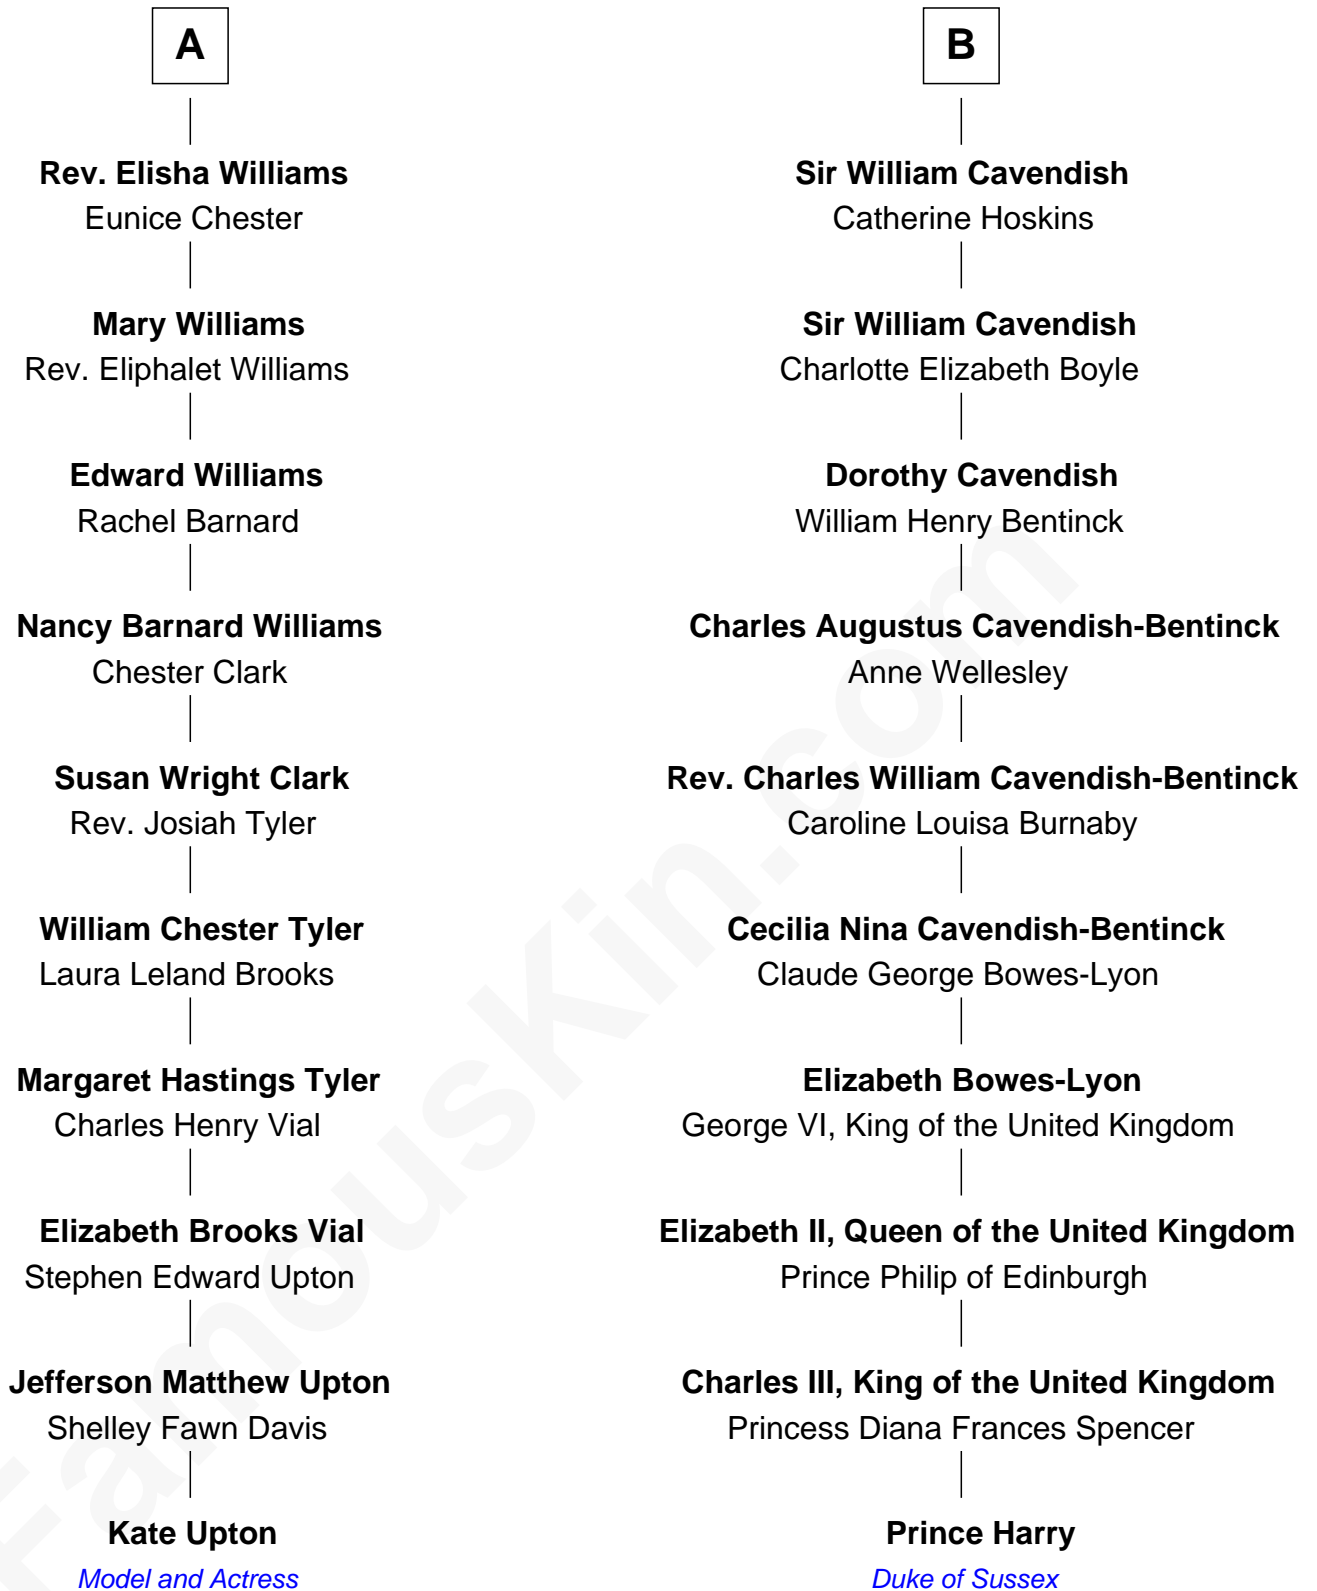 A
Rev. Elisha Williams
Eunice Chester
Mary Williams
Rev. Eliphalet Williams
Edward Williams
Rachel Barnard
Nancy Barnard Williams
Chester Clark
Susan Wright Clark
Rev. Josiah Tyler
William Chester Tyler
Laura Leland Brooks
Margaret Hastings Tyler
Charles Henry Vial
Elizabeth Brooks Vial
Stephen Edward Upton
Jefferson Matthew Upton
Shelley Fawn Davis
Kate Upton
Model and Actress
B
Sir William Cavendish
Catherine Hoskins
Sir William Cavendish
Charlotte Elizabeth Boyle
Dorothy Cavendish
William Henry Bentinck
Charles Augustus Cavendish-Bentinck
Anne Wellesley
Rev. Charles William Cavendish-Bentinck
Caroline Louisa Burnaby
Cecilia Nina Cavendish-Bentinck
Claude George Bowes-Lyon
Elizabeth Bowes-Lyon
George VI, King of the United Kingdom
Elizabeth II, Queen of the United Kingdom
Prince Philip of Edinburgh
Charles III, King of the United Kingdom
Princess Diana Frances Spencer
Prince Harry
Duke of Sussex
FamousKin.com